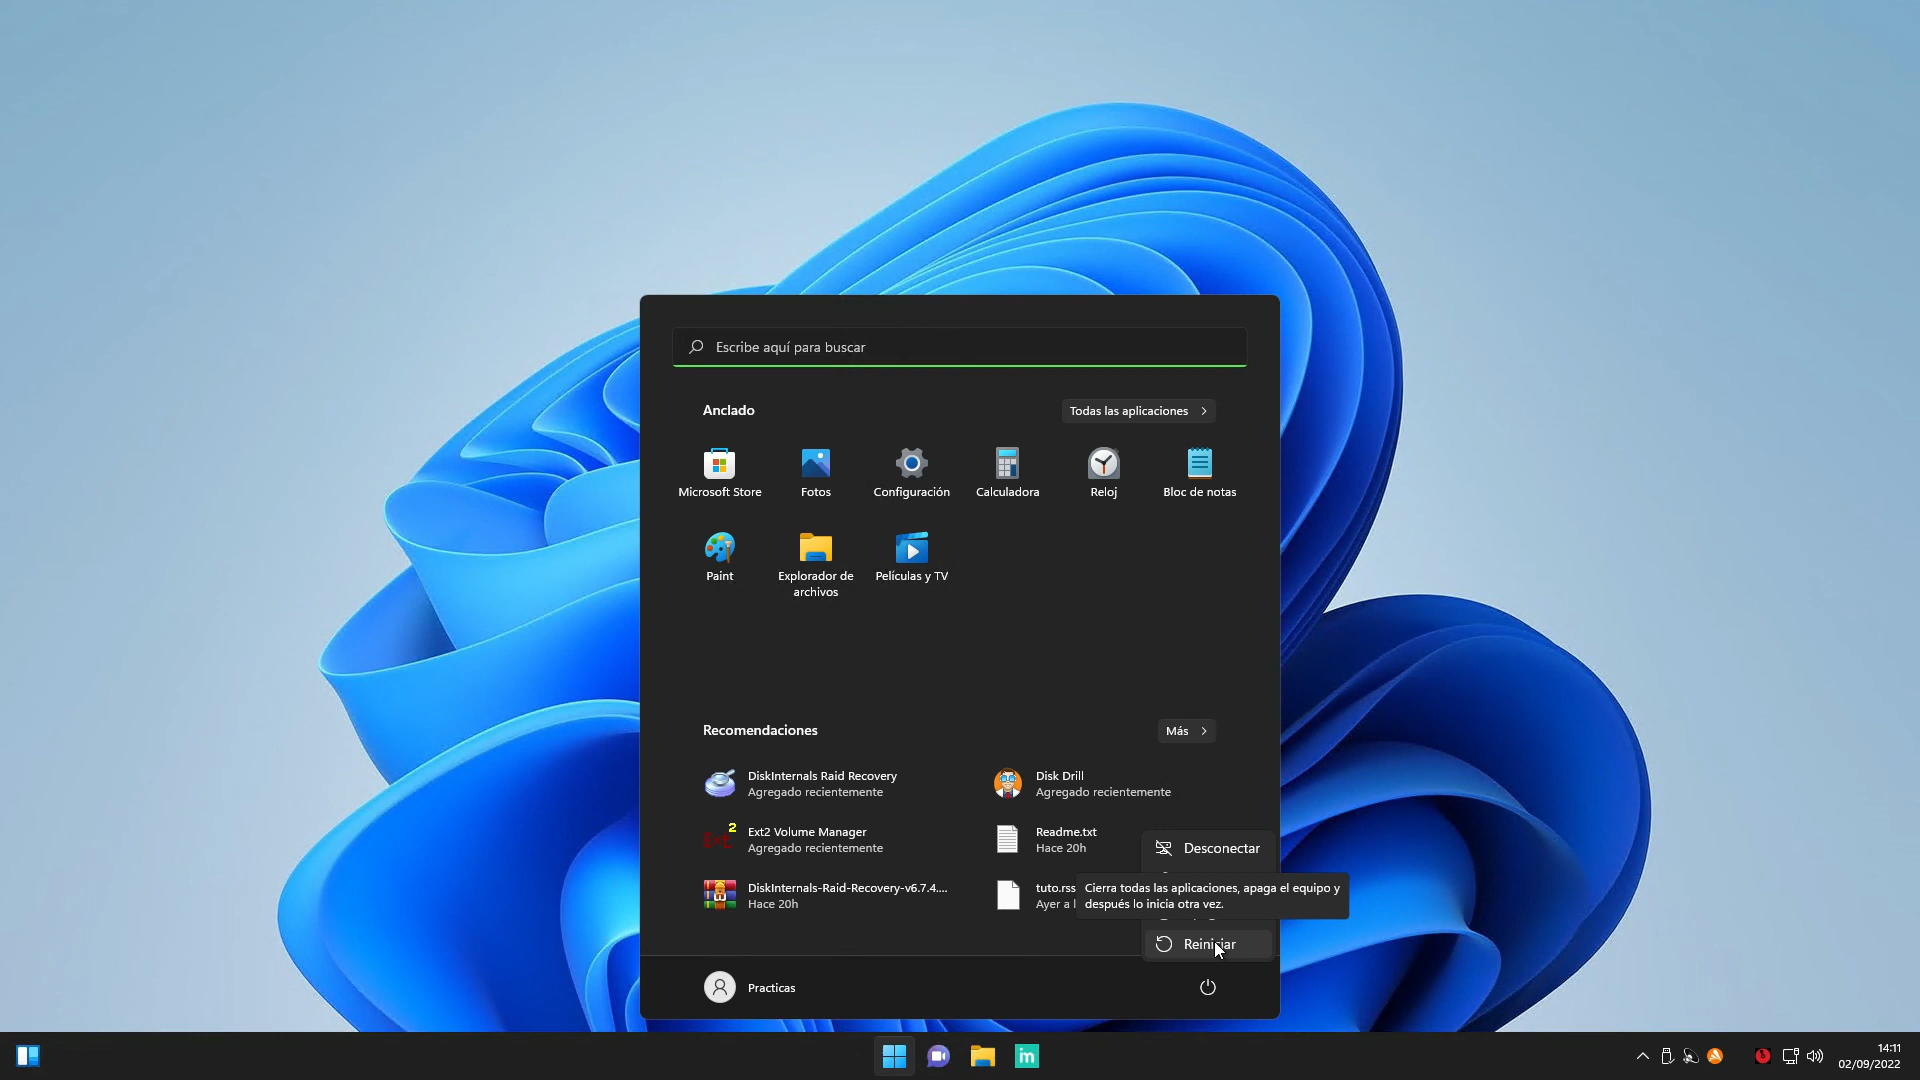 Escribe aquí para buscar
Anclado
Todas las aplicaciones
Microsoft Store
Fotos
Configuración
Calculadora
Reloj
Bloc de notas
Paint
Explorador de
archivos
Películas y TV
Recomendaciones
Más
DiskInternals Raid Recovery
Agregado recientemente
Disk Drill
Agregado recientemente
Ext2 Volume Manager
Agregado recientemente
Readme.txt
Hace 20h
DiskInternals-Raid-Recovery-v6.7.4....
Hace 20h
tuto.rss
Ayer a l
Desconectar
Cierra todas las aplicaciones, apaga el equipo y
después lo inicia otra vez.
Reiniciar
Practicas
14:11
02/09/2022